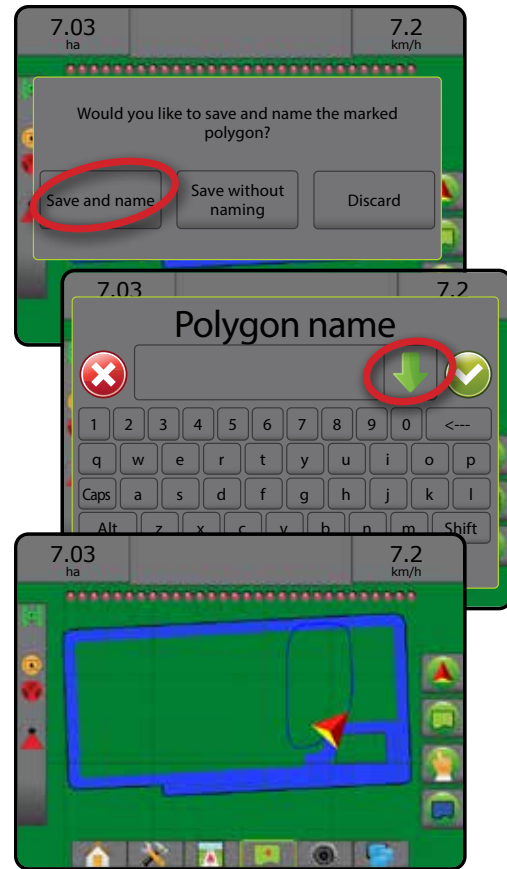 7.03 7.2
ha km/h
Would you like to save and name the marked
polygon?
Save and name
Save without
naming
Discard
7.03 7.2
Polygon name
1 2 3 4 5 6 7 8 9 0 <---
q w e r t y u i o p
Caps a s d f g h j k l
Alt z x c v b n m Shift
7.03 7.2
ha km/h